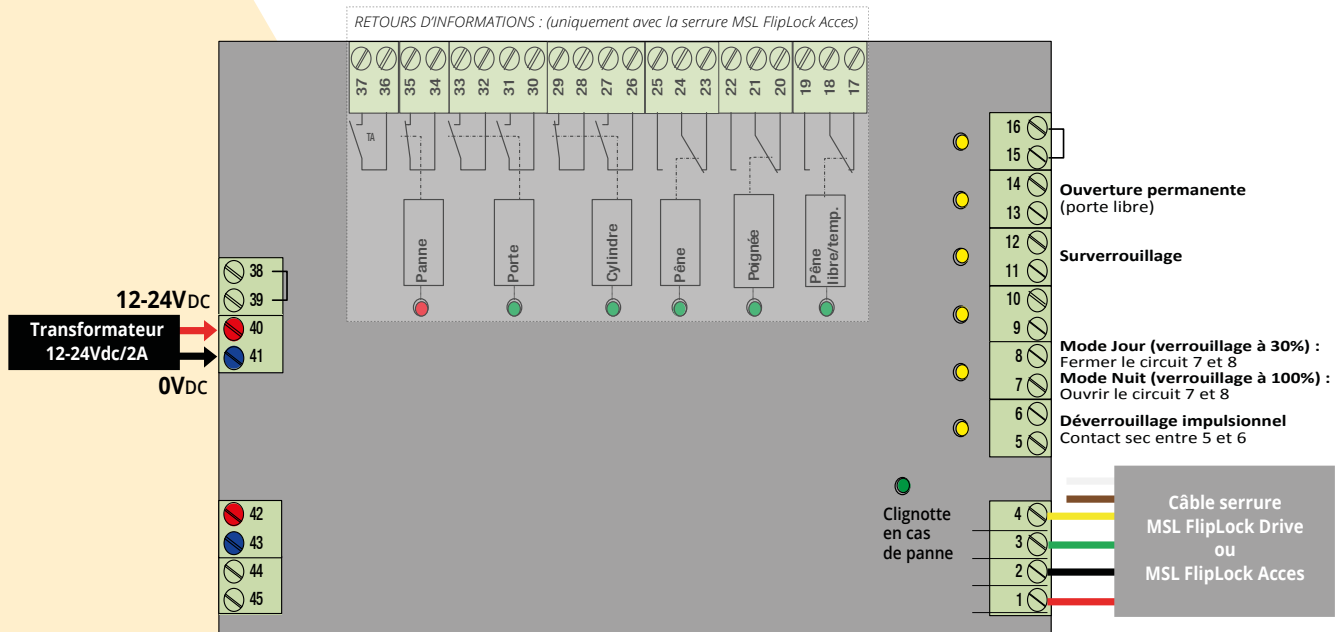 RETOURS D'INFORMATIONS : (uniquement avec la serrure MSL FlipLock Acces)
37 36 35 34 33 32 31 30 29 28 27 26 25 24 23 22 21 20 19 18 17
TA
Panne
Porte
Cylindre
Pêne
Poignée
Pêne
libre/temp.
38
39
40
41
12-24VDC
Transformateur
12-24Vdc/2A
0VDC
42
43
44
45
16
15
14
13
Ouverture permanente
(porte libre)
12
11
Surverrouillage
10
9
8
7
Mode Jour (verrouillage à 30%) :
Fermer le circuit 7 et 8
Mode Nuit (verrouillage à 100%) :
Ouvrir le circuit 7 et 8
6
5
Déverrouillage impulsionnel
Contact sec entre 5 et 6
Clignotte
en cas
de panne
4
3
2
1
Câble serrure
MSL FlipLock Drive
ou
MSL FlipLock Acces